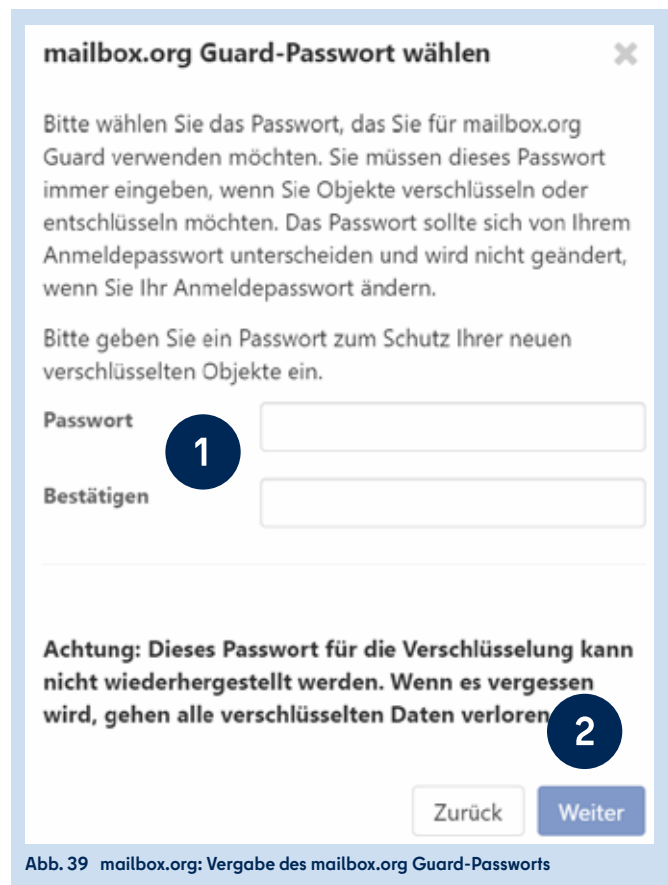 mailbox.org Guard-Passwort wählen
Bitte wählen Sie das Passwort, das Sie für mailbox.org
Guard verwenden möchten. Sie müssen dieses Passwort
immer eingeben, wenn Sie Objekte verschlüsseln oder
entschlüsseln möchten. Das Passwort sollte sich von Ihrem
Anmeldepasswort unterscheiden und wird nicht geändert,
wenn Sie Ihr Anmeldepasswort ändern.
Bitte geben Sie ein Passwort zum Schutz Ihrer neuen
verschlüsselten Objekte ein.
Passwort
1
Bestätigen
Achtung: Dieses Passwort für die Verschlüsselung kann
nicht wiederhergestellt werden. Wenn es vergessen
wird, gehen alle verschlüsselten Daten verloren
2
Zurück
Weiter
Abb. 39 mailbox.org: Vergabe des mailbox.org Guard-Passworts